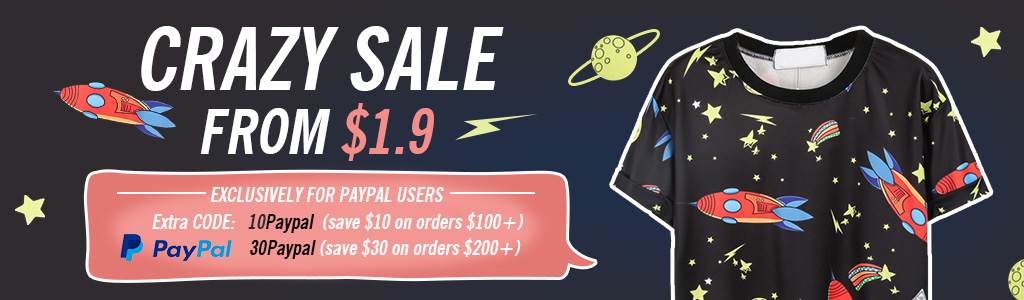 CRAZY SALE
FROM $1.9
EXCLUSIVELY FOR PAYPAL USERS
Extra CODE: 10Paypal (save $10 on orders $100+)
PayPal 30Paypal (save $30 on orders $200+)